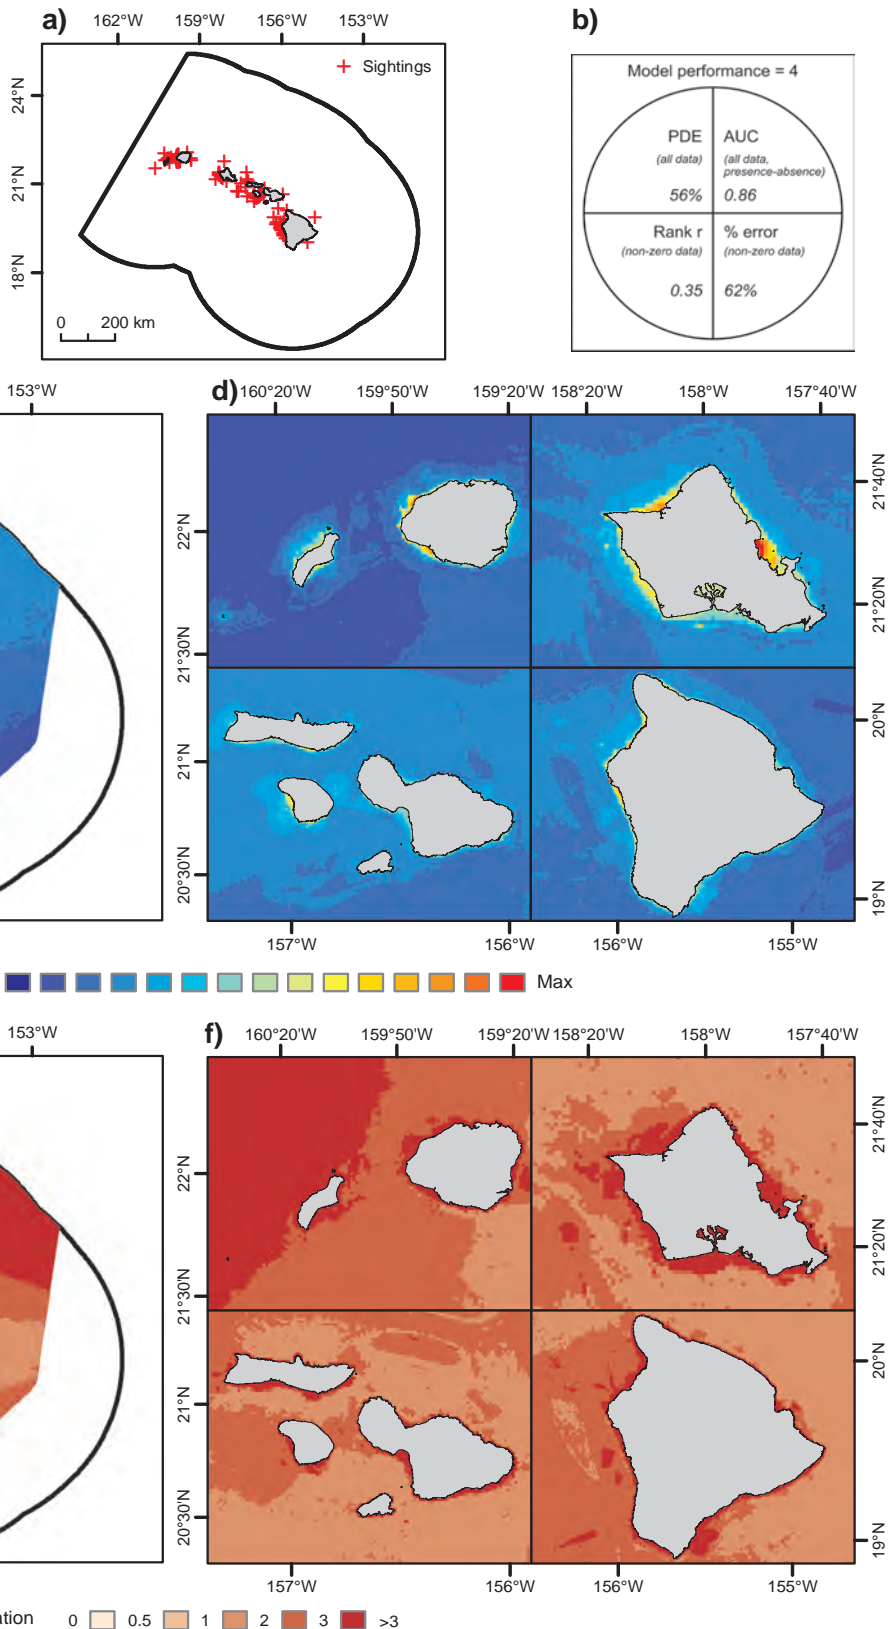 a)
162°W 159°W 156°W 153°W
24°N
21°N
18°N
Sightings
0 200 km
b)
Model performance = 4
PDE
(all data)
56%
AUC
(all data,
presence-absence)
0.86
Rank r
(non-zero data)
0.35
% error
(non-zero data)
62%
153°W
d)
160°20'W 159°50'W 159°20'W 158°20'W 158°W 157°40'W
22°N
21°30'N
21°N
20°30'N
21°40'N
21°20'N
20°N
19°N
157°W 156°W 156°W 155°W
Max
153°W
f)
160°20'W 159°50'W 159°20'W 158°20'W 158°W 157°40'W
22°N
21°30'N
21°N
20°30'N
21°40'N
21°20'N
20°N
19°N
157°W 156°W 156°W 155°W
ation 0 0.5 1 2 3 >3